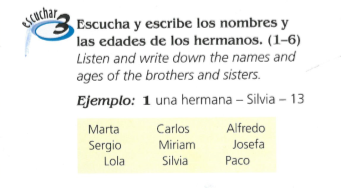 escuchar
3 Escucha y escribe los nombres y
las edades de los hermanos. (1–6)
Listen and write down the names and
ages of the brothers and sisters.
Ejemplo: 1 una hermana – Silvia – 13
Marta Carlos Alfredo
Sergio Miriam Josefa
Lola Silvia Paco